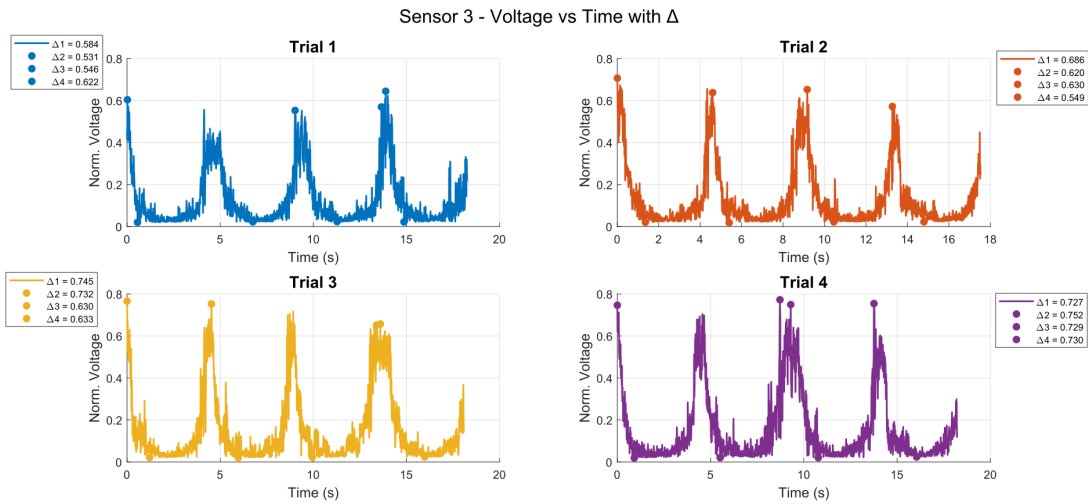 Sensor 3 - Voltage vs Time with Δ
Trial 1
Δ1 = 0.584
Δ2 = 0.531
Δ3 = 0.546
Δ4 = 0.622
Norm. Voltage
0.8
0.6
0.4
0.2
0
0 5 10 15 20
Time (s)
Trial 2
Δ1 = 0.686
Δ2 = 0.620
Δ3 = 0.630
Δ4 = 0.549
Norm. Voltage
0.8
0.6
0.4
0.2
0
0 2 4 6 8 10 12 14 16 18
Time (s)
Trial 3
Δ1 = 0.745
Δ2 = 0.732
Δ3 = 0.630
Δ4 = 0.633
Norm. Voltage
0.8
0.6
0.4
0.2
0
0 5 10 15 20
Time (s)
Trial 4
Δ1 = 0.727
Δ2 = 0.752
Δ3 = 0.729
Δ4 = 0.730
Norm. Voltage
0.8
0.6
0.4
0.2
0
0 5 10 15 20
Time (s)